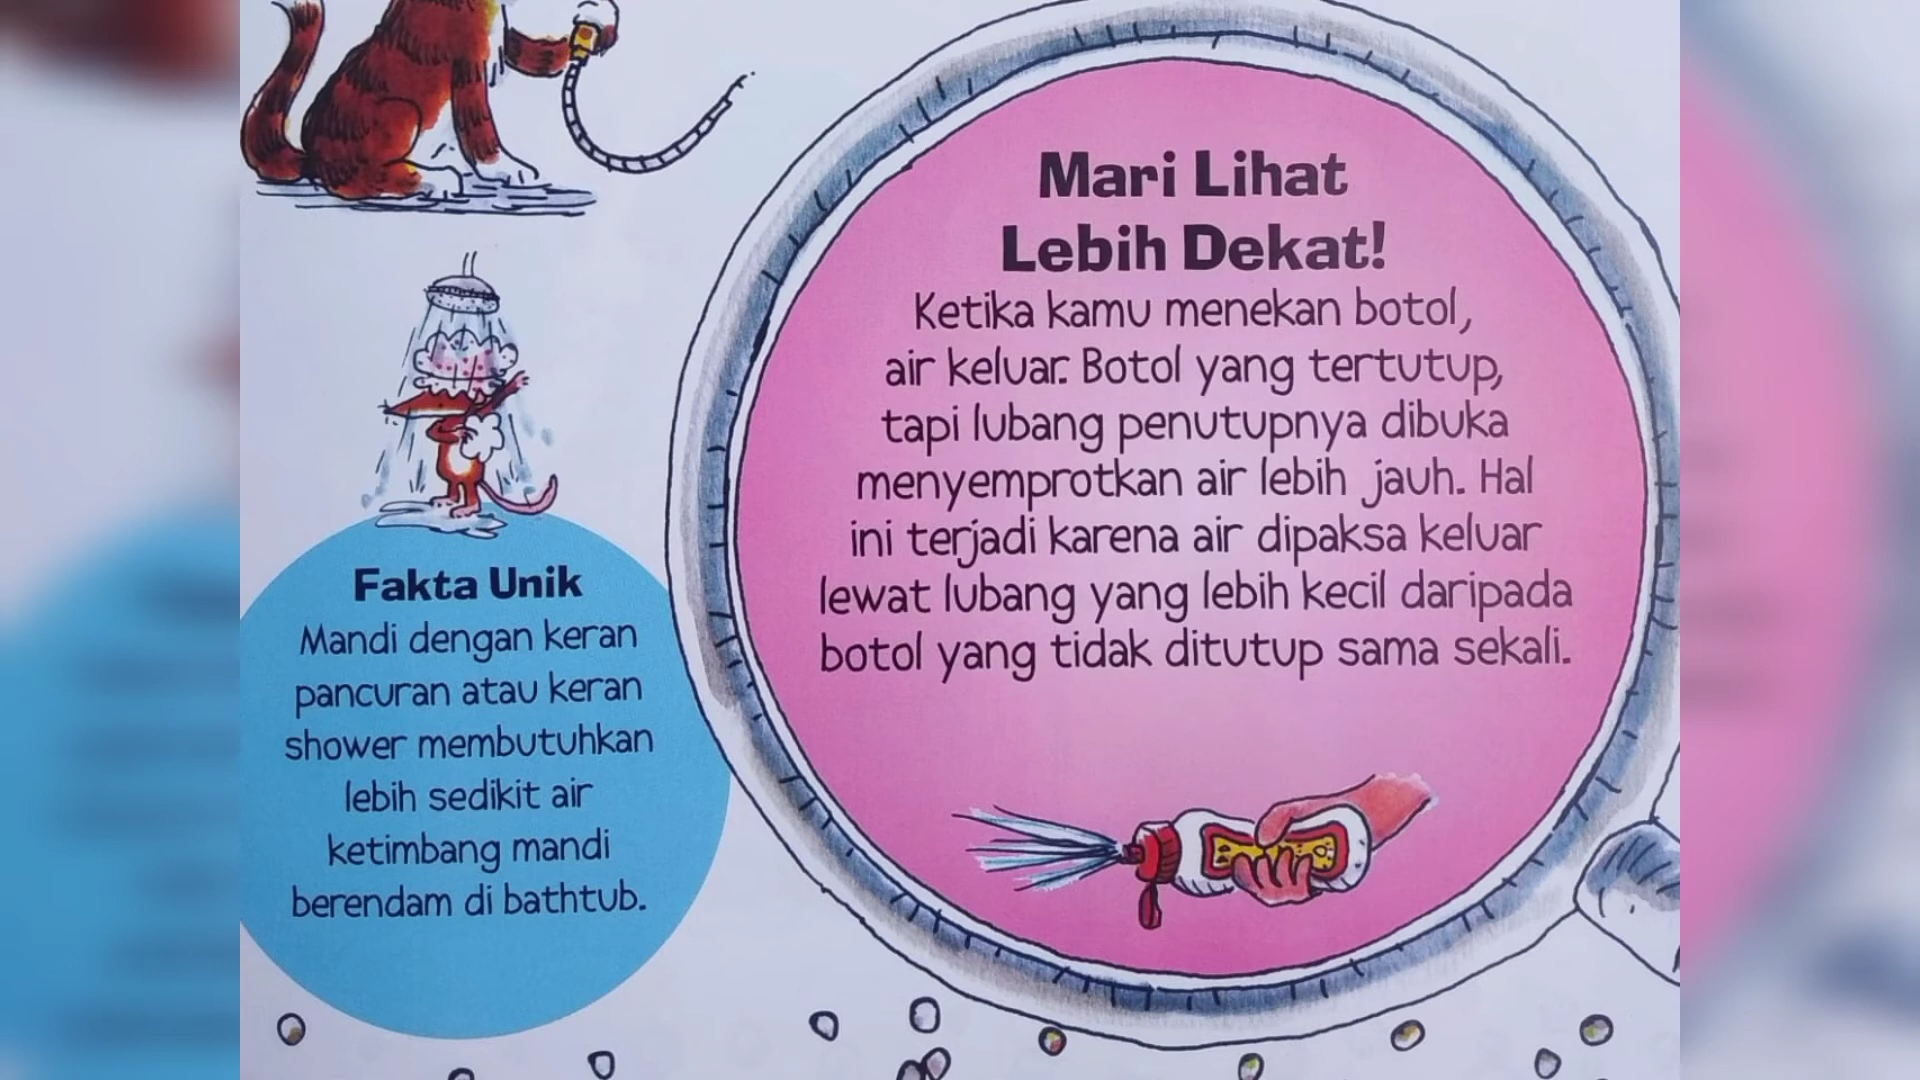 Mari Lihat
Lebih Dekat!
Ketika kamu menekan botol,
air keluar. Botol yang tertutup,
tapi lubang penutupnya dibuka
menyemprotkan air lebih jauh. Hal
ini terjadi karena air dipaksa keluar
lewat lubang yang lebih kecil daripada
botol yang tidak ditutup sama sekali.
Fakta Unik
Mandi dengan keran
pancuran atau keran
shower membutuhkan
lebih sedikit air
ketimbang mandi
berendam di bathtub.